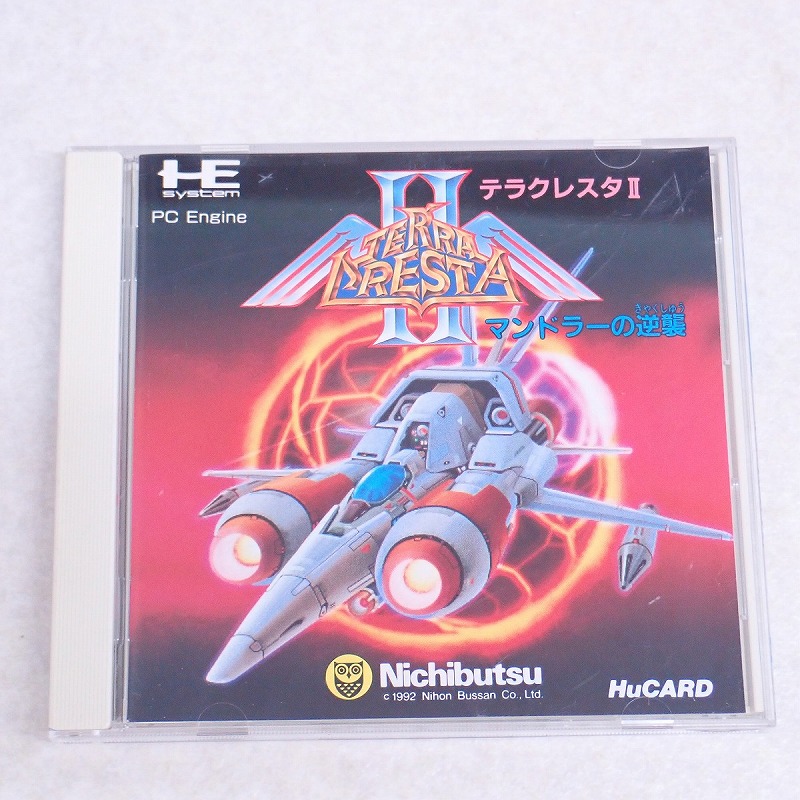 HE
system
PC Engine
テラクレスタII
II
TERRA
CRESTA
きゃくしゅう
マンドラーの逆襲
Nichibutsu
c 1992 Nihon Bussan Co., Ltd.
HuCARD